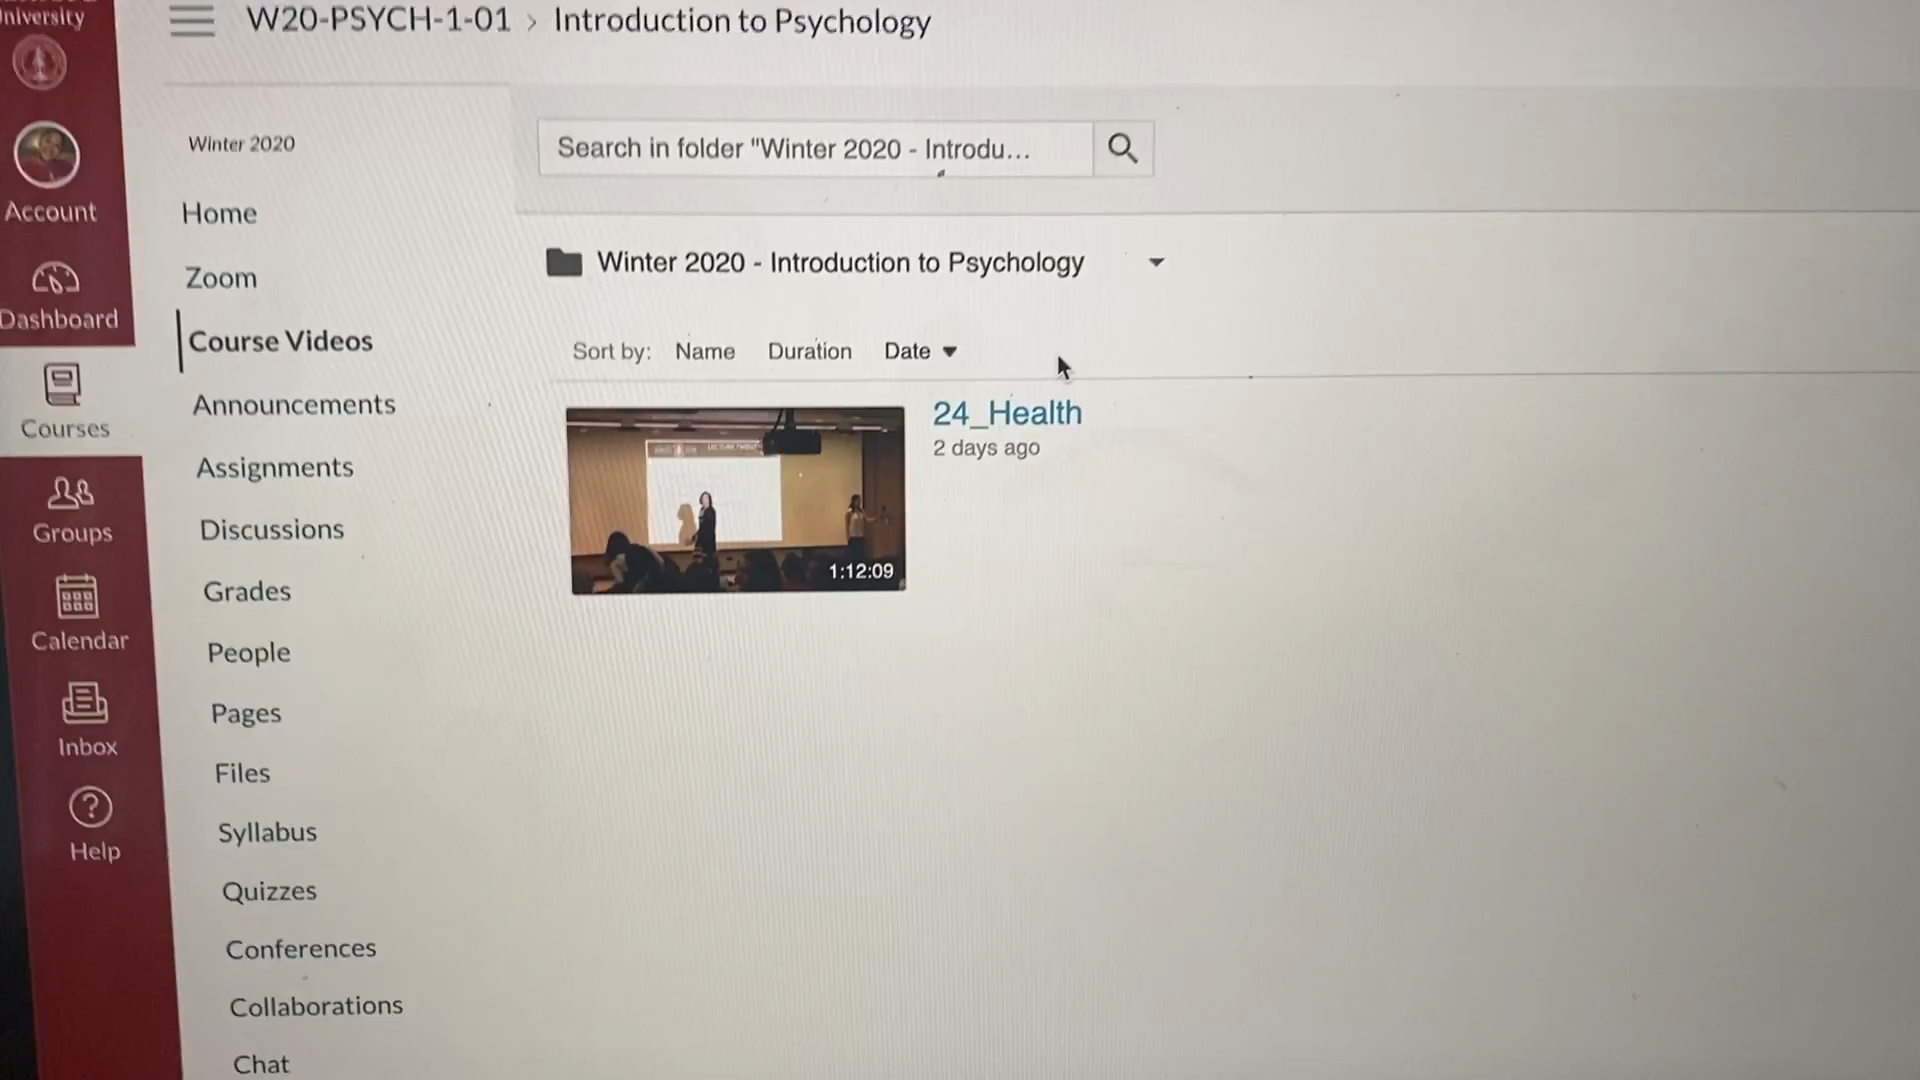 niversity
W20-PSYCH-1-01 › Introduction to Psychology
Winter 2020
Search in folder "Winter 2020 - Introdu...
Account
Home
Winter 2020 - Introduction to Psychology
Zoom
Dashboard
Course Videos
Sort by: Name Duration Date
Announcements
24_Health
Courses
2 days ago
Assignments
Groups
Discussions
1:12:09
Grades
Calendar
People
Pages
Inbox
Files
Syllabus
Help
Quizzes
Conferences
Collaborations
Chat